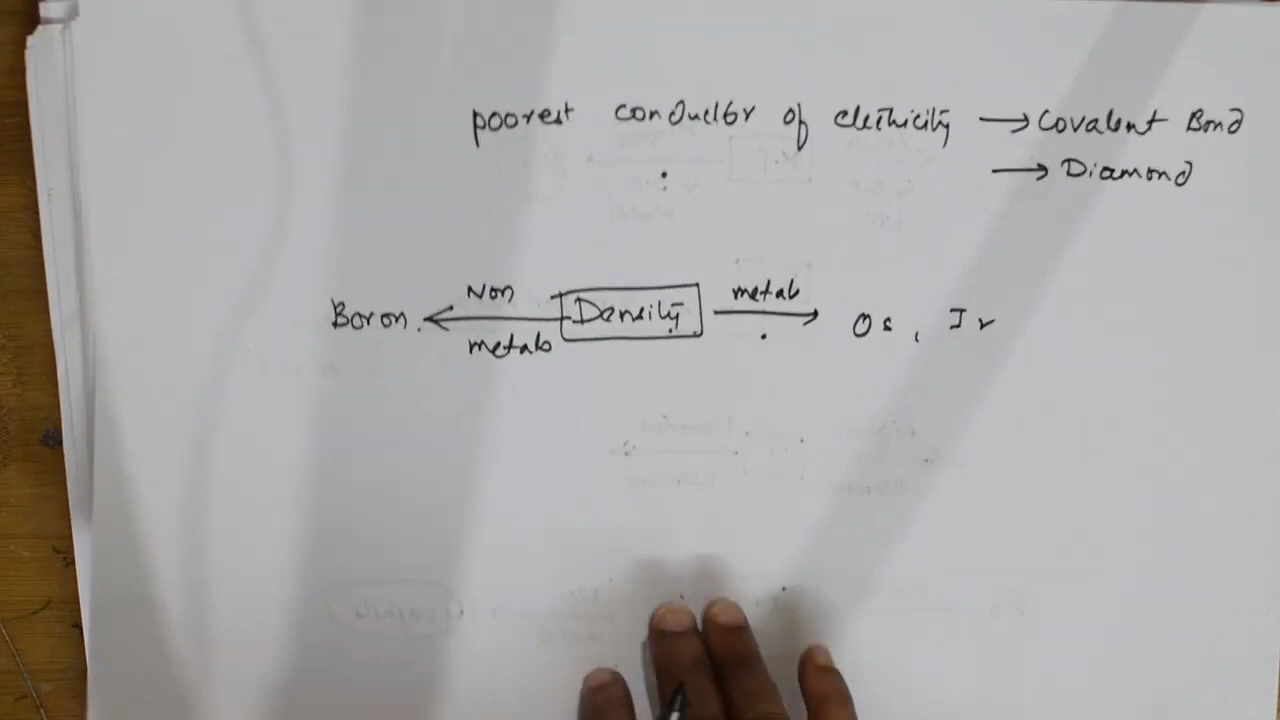 poorest conductor of electricity → Covalent Bond
→ Diamond
Boron. ← Non metals Density metals → Os, Ir